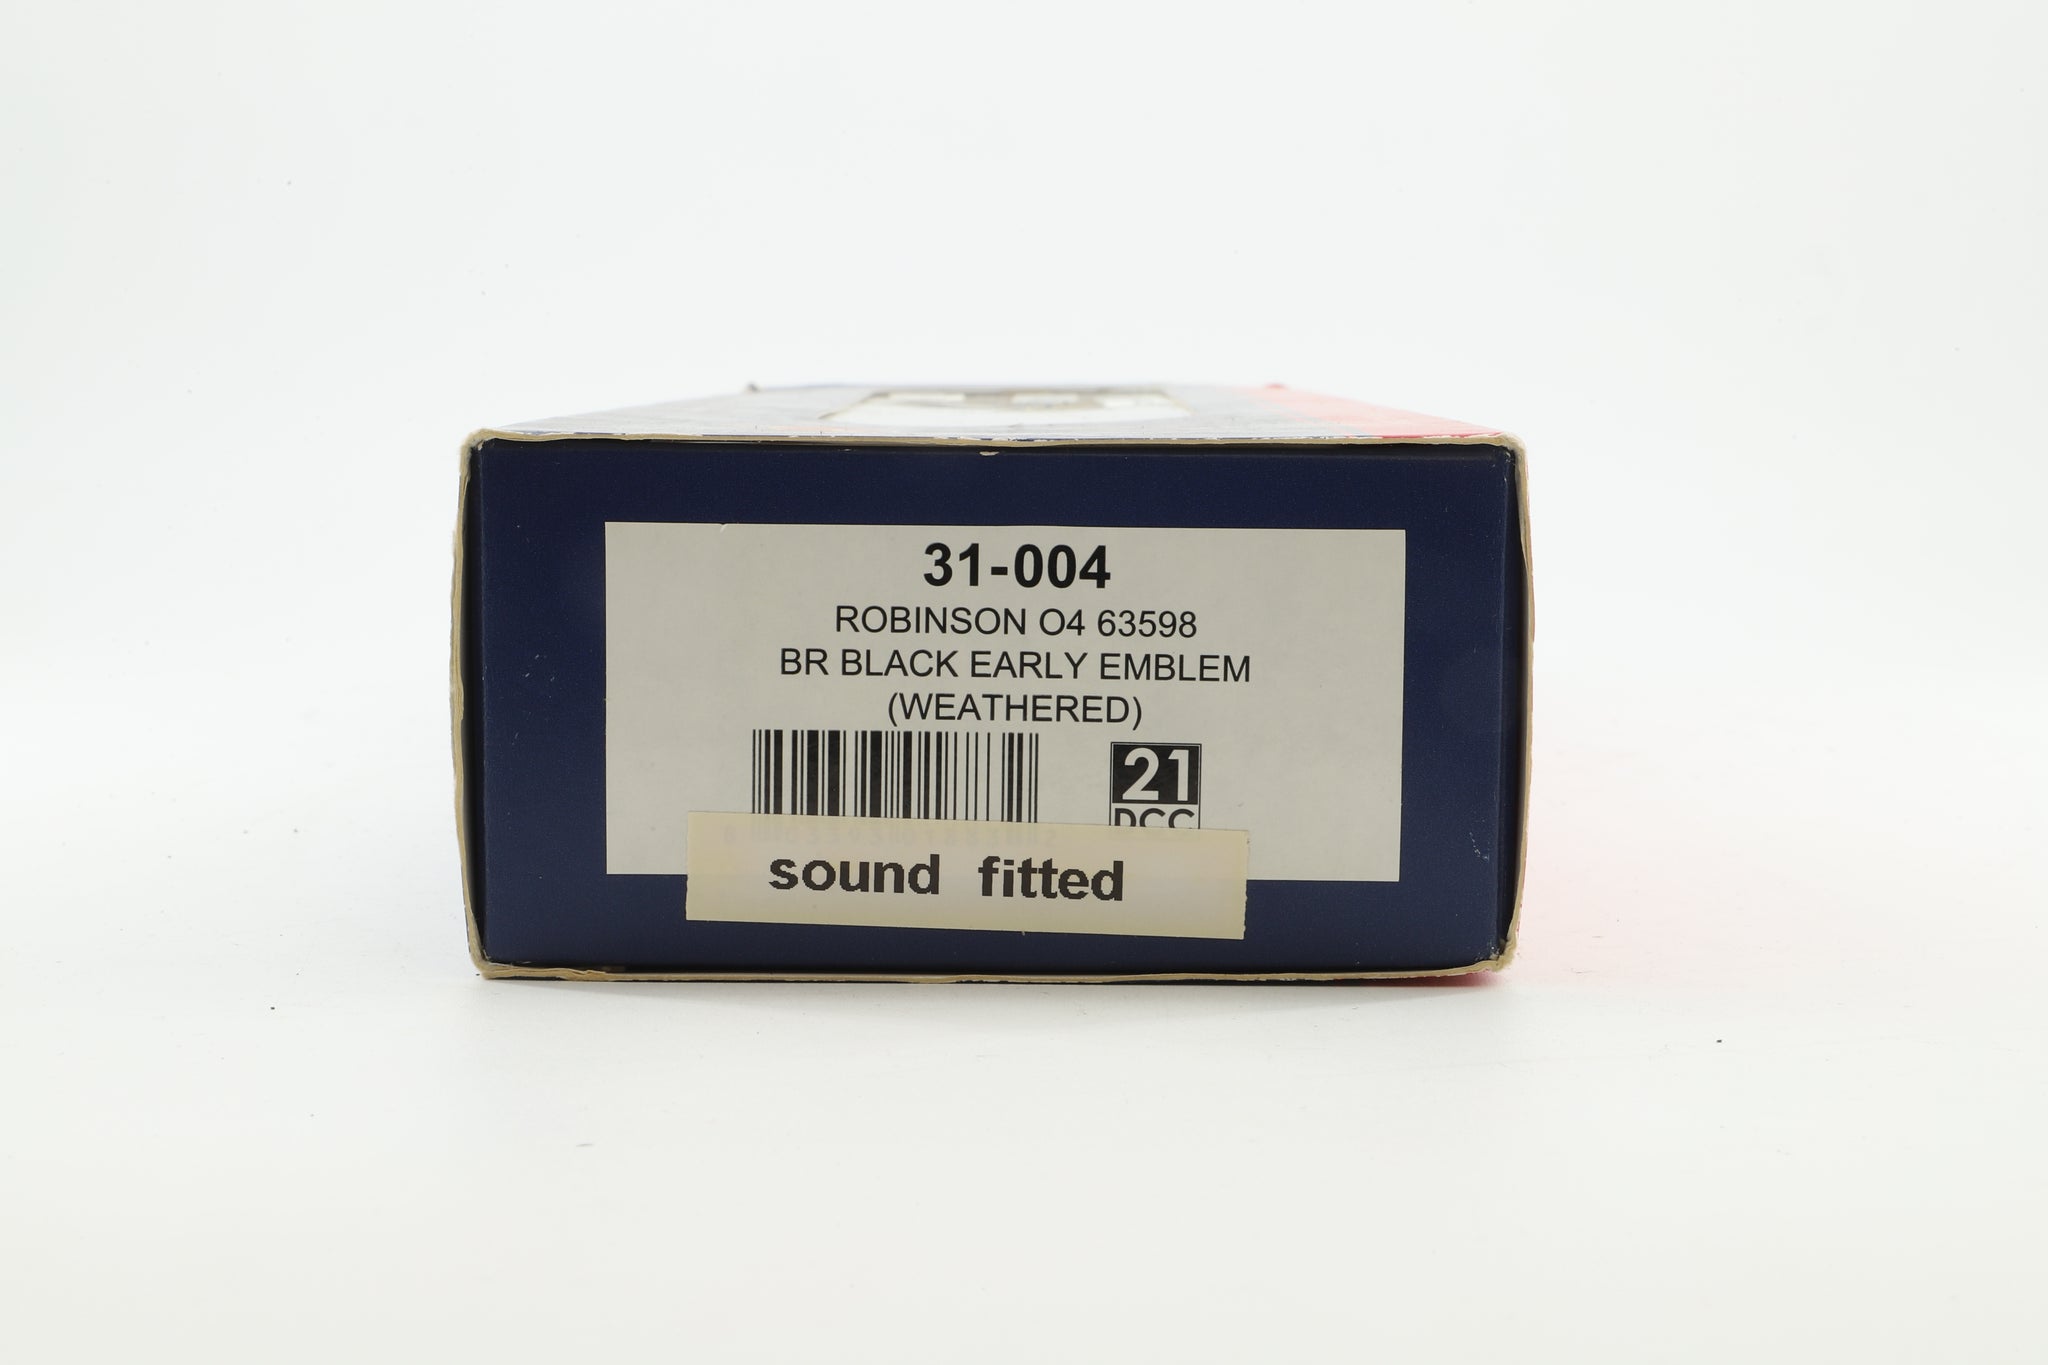 31-004
ROBINSON O4 63598
BR BLACK EARLY EMBLEM
(WEATHERED)
21
DCC
sound fitted